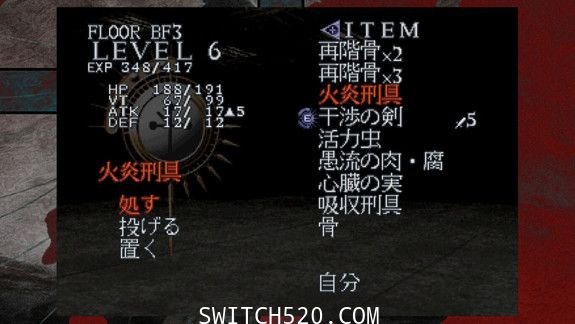 FLOOR BF3
LEVEL 6
EXP 348/417
HP 188/191
VT 67/99
ATK 17/17▲5
DEF 12/12
火炎刑具
処す
投げる
置く
ITEM
再階骨×2
再階骨×3
火炎刑具
E 干渉の剣 5
活力虫
愚流の肉・腐
心臓の実
吸収刑具
骨
自分
SWITCH520.COM